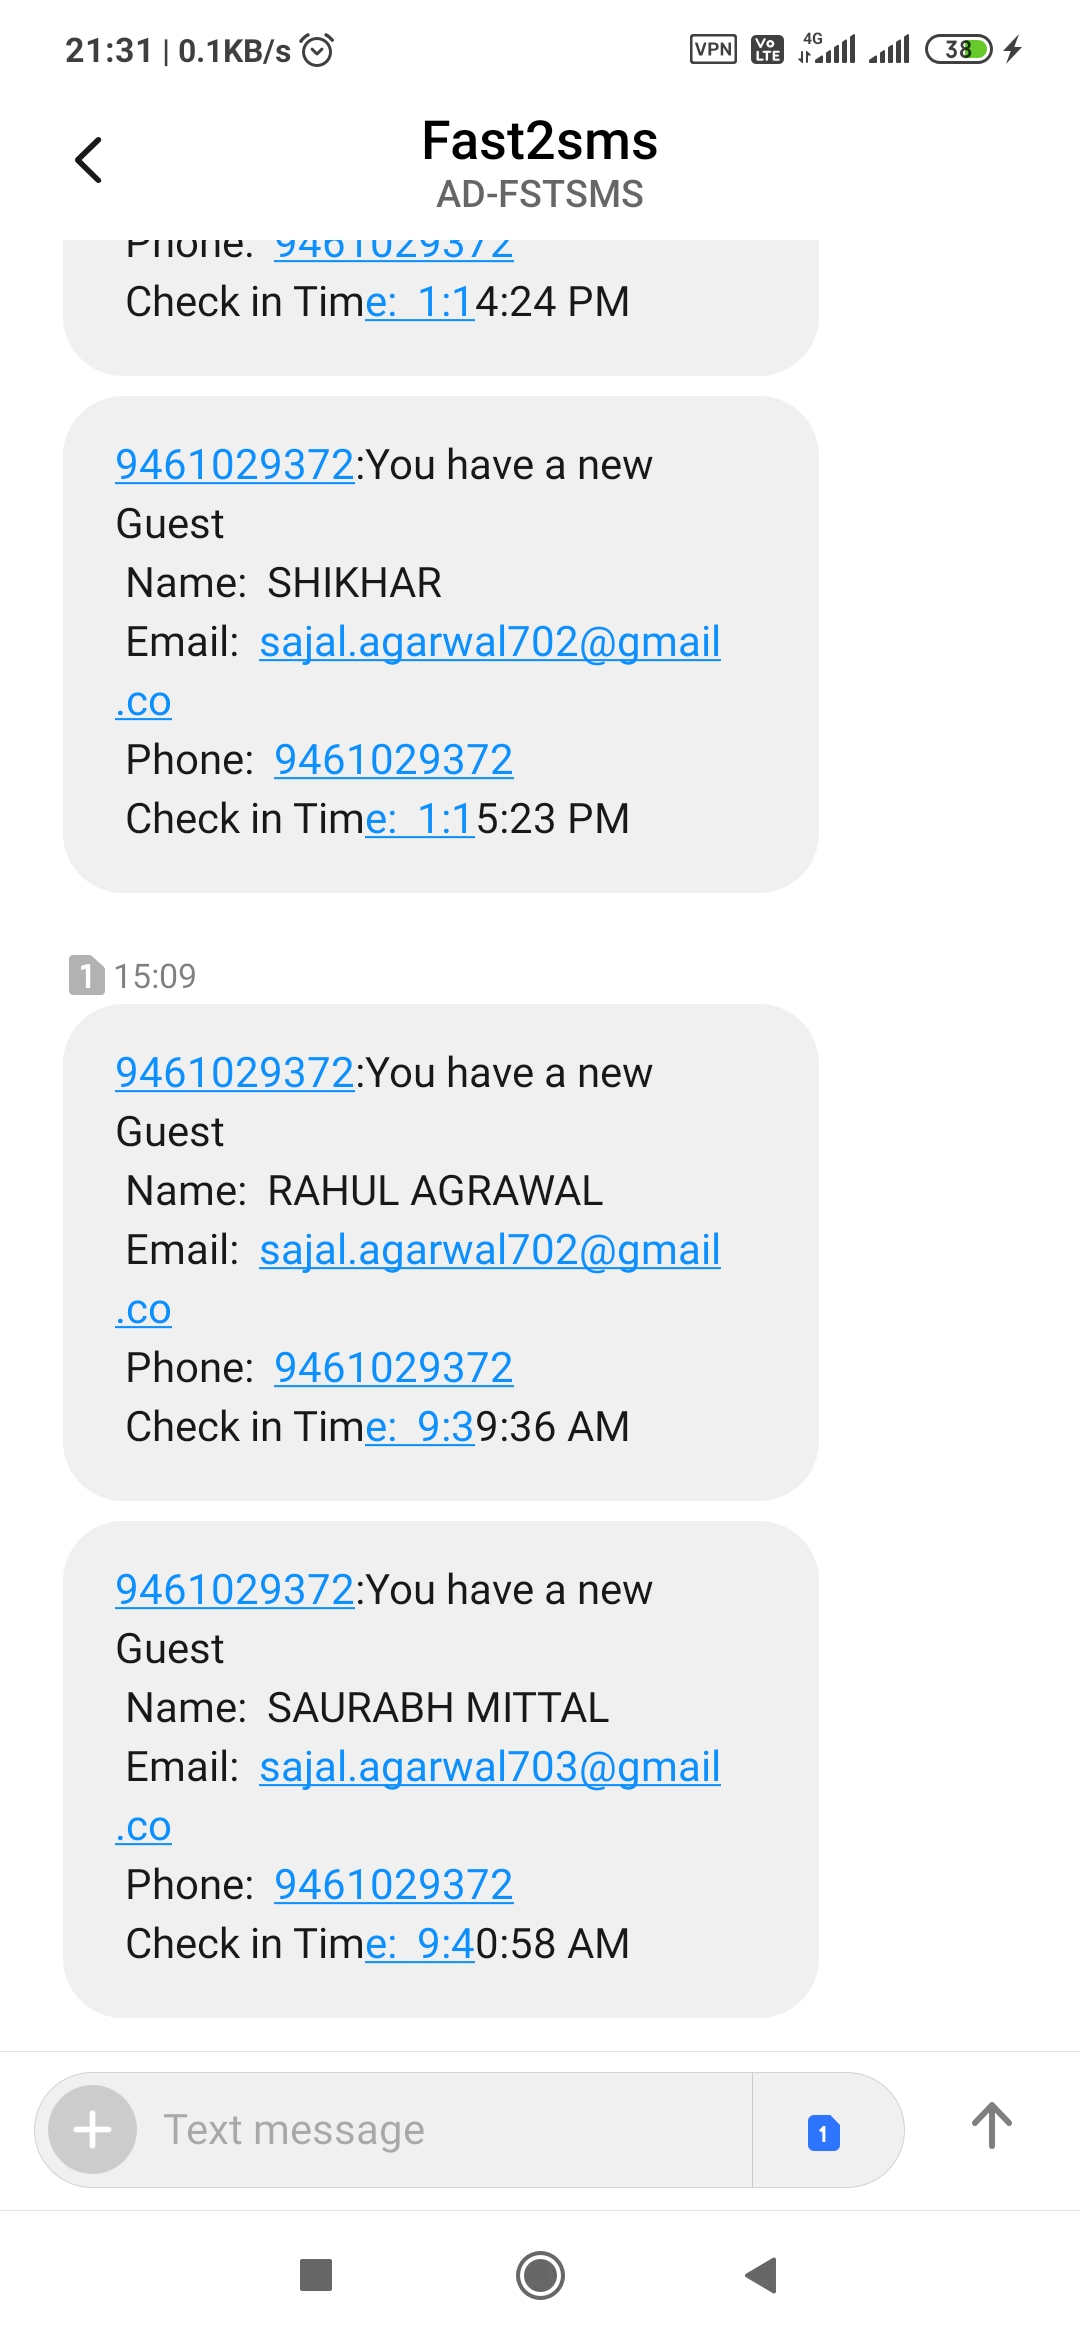 21:31 | 0.1KB/s VPN Vo LTE 4G 38
Fast2sms
AD-FSTSMS
Phone: 9461029372
Check in Time: 1:14:24 PM
9461029372:You have a new
Guest
Name: SHIKHAR
Email: sajal.agarwal702@gmail
.co
Phone: 9461029372
Check in Time: 1:15:23 PM
1 15:09
9461029372:You have a new
Guest
Name: RAHUL AGRAWAL
Email: sajal.agarwal702@gmail
.co
Phone: 9461029372
Check in Time: 9:39:36 AM
9461029372:You have a new
Guest
Name: SAURABH MITTAL
Email: sajal.agarwal703@gmail
.co
Phone: 9461029372
Check in Time: 9:40:58 AM
Text message 1